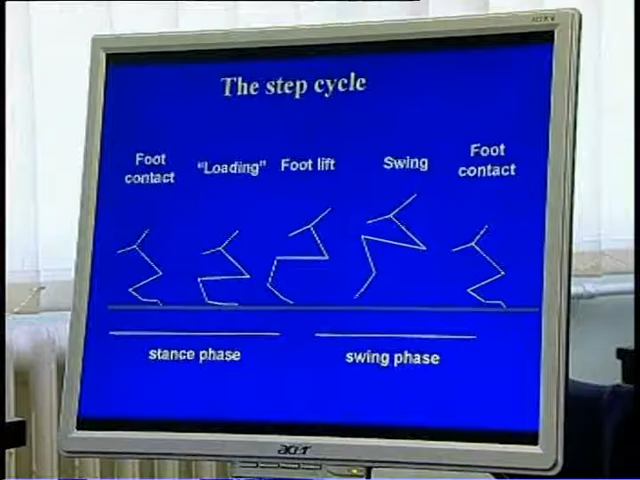 The step cycle
Foot
contact
“Loading”
Foot lift
Swing
Foot
contact
stance phase
swing phase
acer